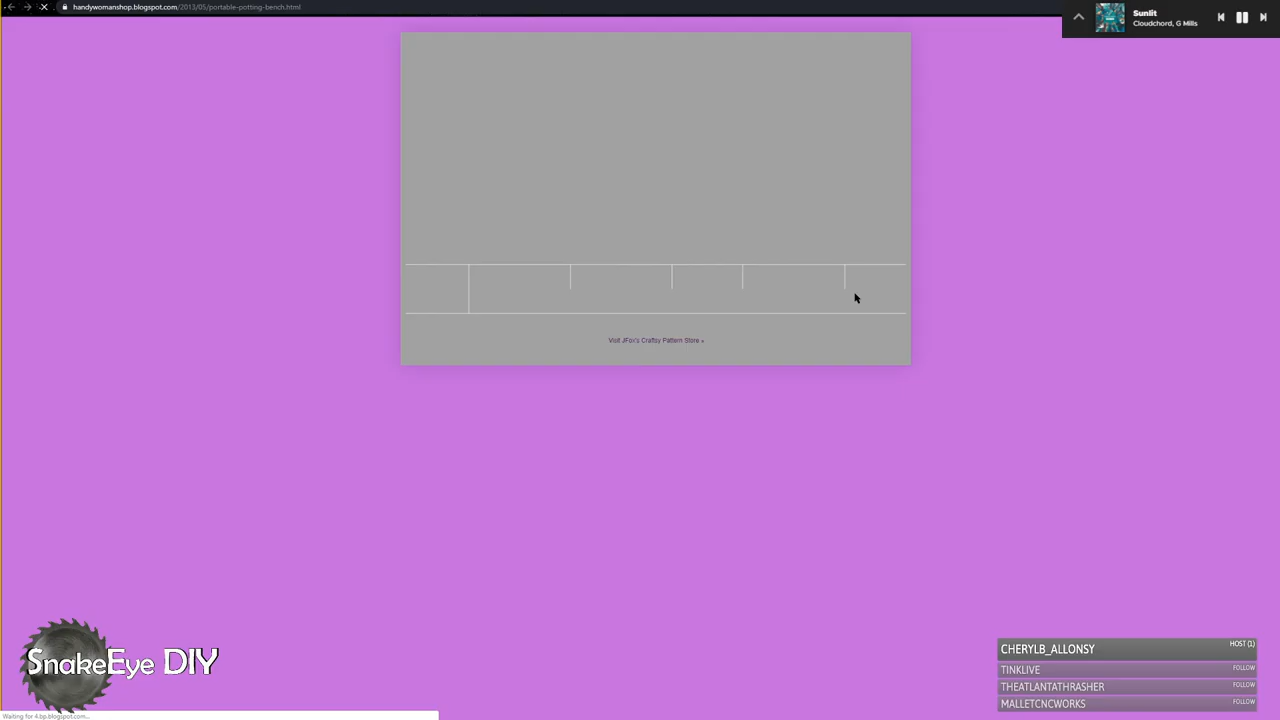 handywomanshop.blogspot.com/2013/05/portable-potting-bench.html
Sunlit
Cloudchord, G Mills
Visit JFox's Craftsy Pattern Store »
SnakeEye DIY
CHERYLB_ALLONSY HOST (1)
TINKLIVE FOLLOW
THEATLANTATHRASHER FOLLOW
MALLETCNCWORKS FOLLOW
Waiting for 4.bp.blogspot.com...